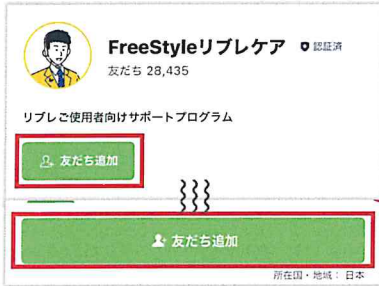 FreeStyleリブレケア 認証済
友だち 28,435
リブレご使用者向けサポートプログラム
友だち追加
友だち追加
所在国・地域： 日本